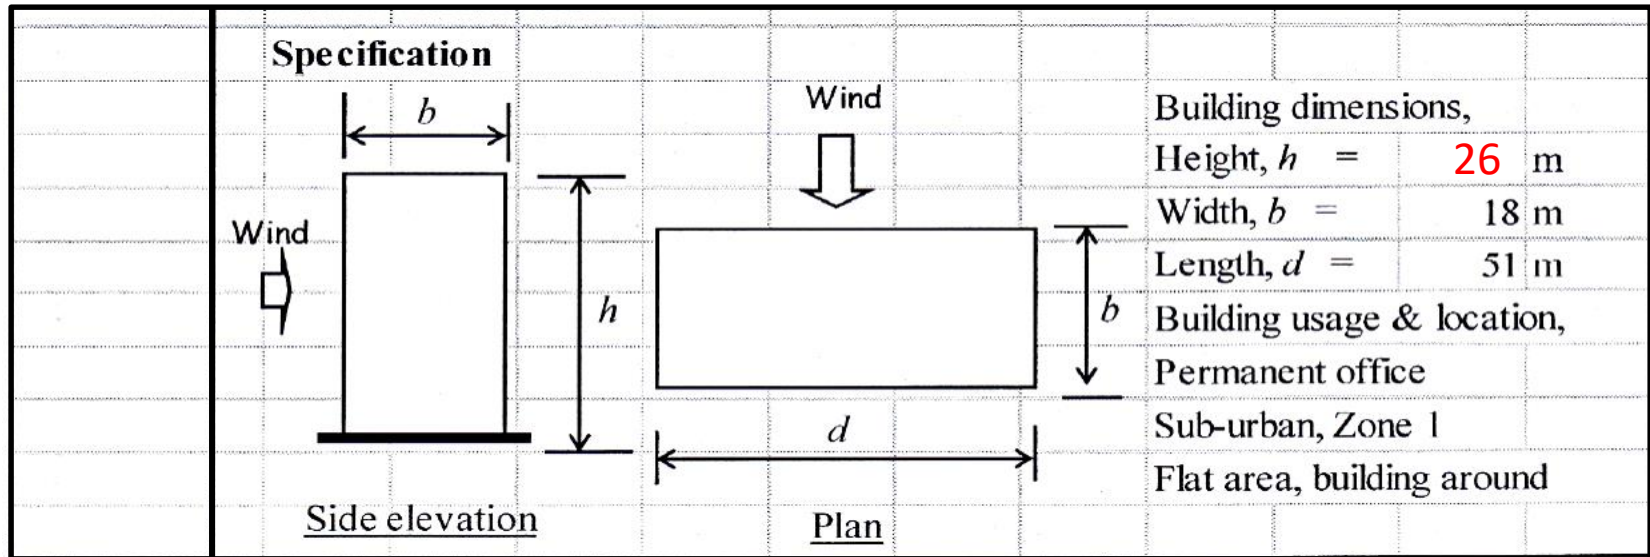 Specification
b
Wind
h
Side elevation
Wind
b
d
Plan
Building dimensions,
Height, h = 26 m
Width, b = 18 m
Length, d = 51 m
Building usage & location,
Permanent office
Sub-urban, Zone 1
Flat area, building around